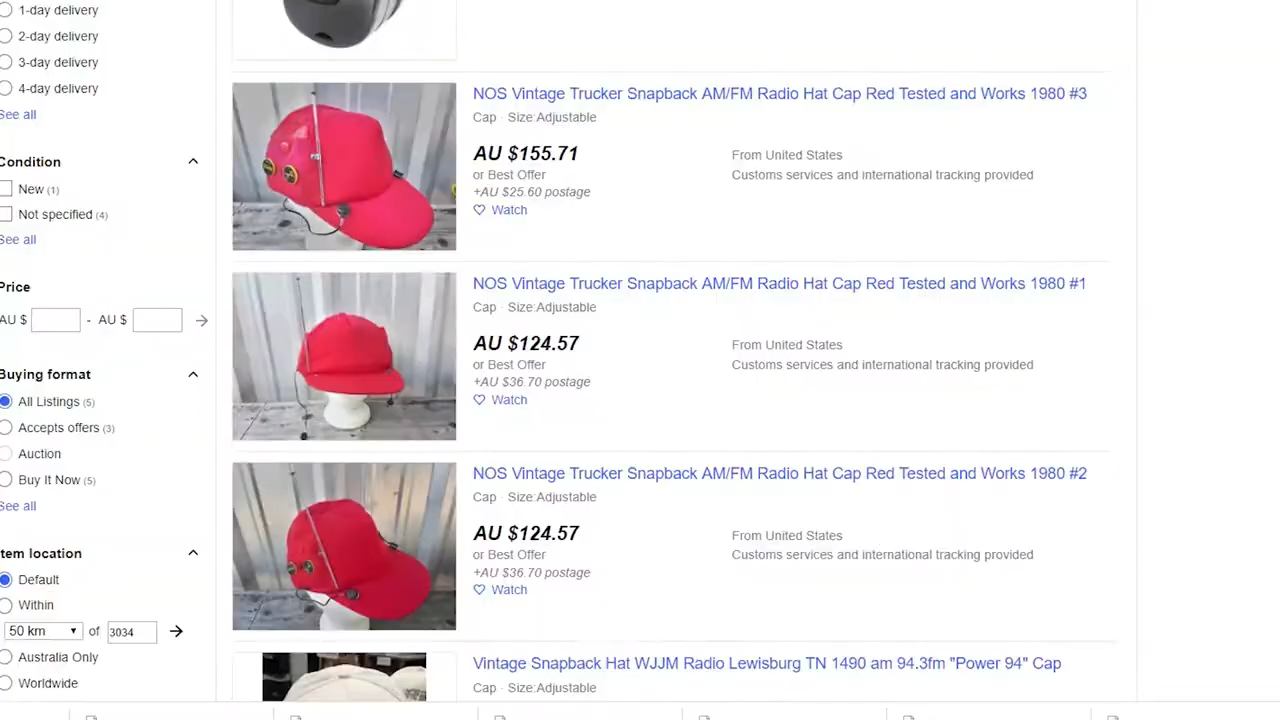 1-day delivery
2-day delivery
3-day delivery
4-day delivery
See all
Condition
New (1)
Not specified (4)
See all
Price
AU $ - AU $
Buying format
All Listings (5)
Accepts offers (3)
Auction
Buy It Now (5)
See all
Item location
Default
Within
50 km of 3034
Australia Only
Worldwide
NOS Vintage Trucker Snapback AM/FM Radio Hat Cap Red Tested and Works 1980 #3
Cap · Size:Adjustable
AU $155.71
or Best Offer
+AU $25.60 postage
Watch
From United States
Customs services and international tracking provided
NOS Vintage Trucker Snapback AM/FM Radio Hat Cap Red Tested and Works 1980 #1
Cap · Size:Adjustable
AU $124.57
or Best Offer
+AU $36.70 postage
Watch
From United States
Customs services and international tracking provided
NOS Vintage Trucker Snapback AM/FM Radio Hat Cap Red Tested and Works 1980 #2
Cap · Size:Adjustable
AU $124.57
or Best Offer
+AU $36.70 postage
Watch
From United States
Customs services and international tracking provided
Vintage Snapback Hat WJJM Radio Lewisburg TN 1490 am 94.3fm "Power 94" Cap
Cap · Size:Adjustable